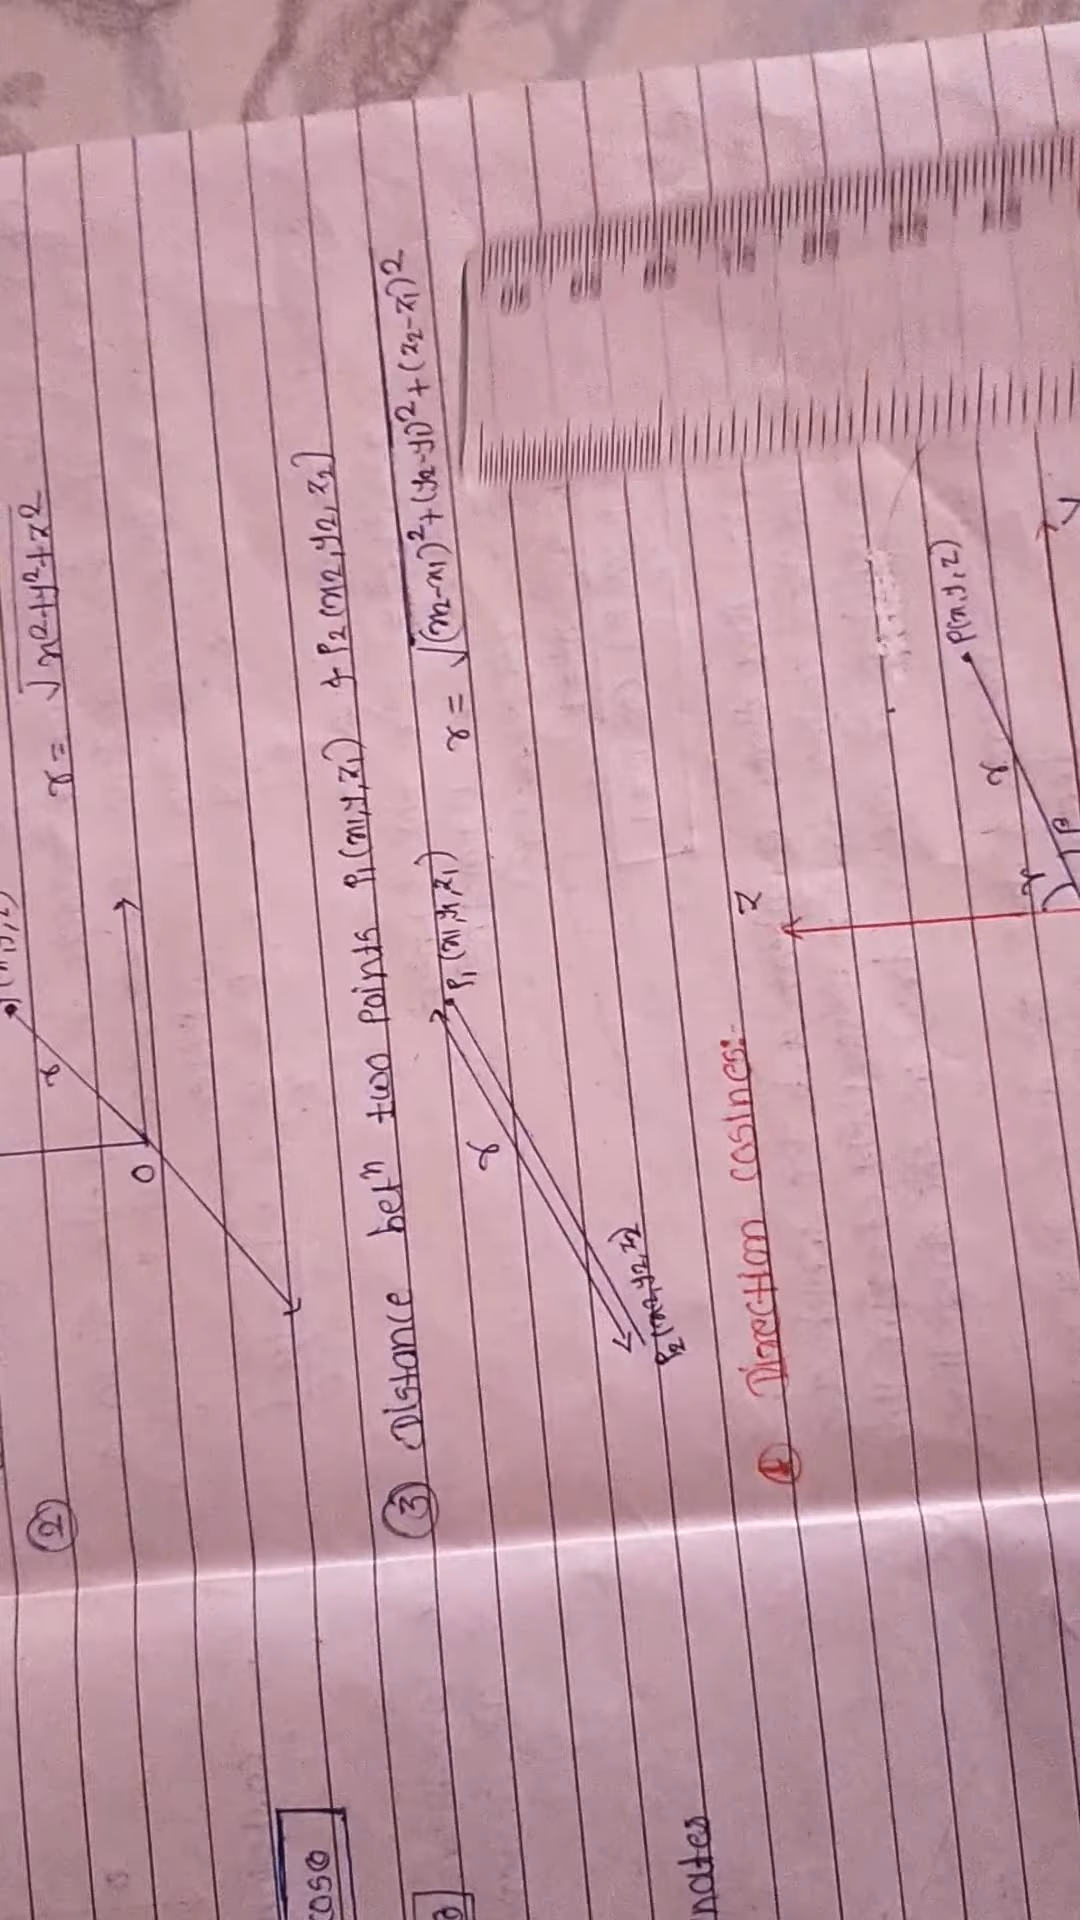 P(x,y,z)
r
r = √x²+y²+z²
O
②
③ Distance betⁿ two points P₁(x₁,y₁,z₁) & P₂(x₂,y₂,z₂)
P₁(x₁,y₁,z₁)
r
r = √(x₂-x₁)²+(y₂-y₁)²+(z₂-z₁)²
P₂(x₂,y₂,z₂)
④ Direction cosines:-
Z
P(x,y,z)
r
γ
β
Y
cosθ
nates